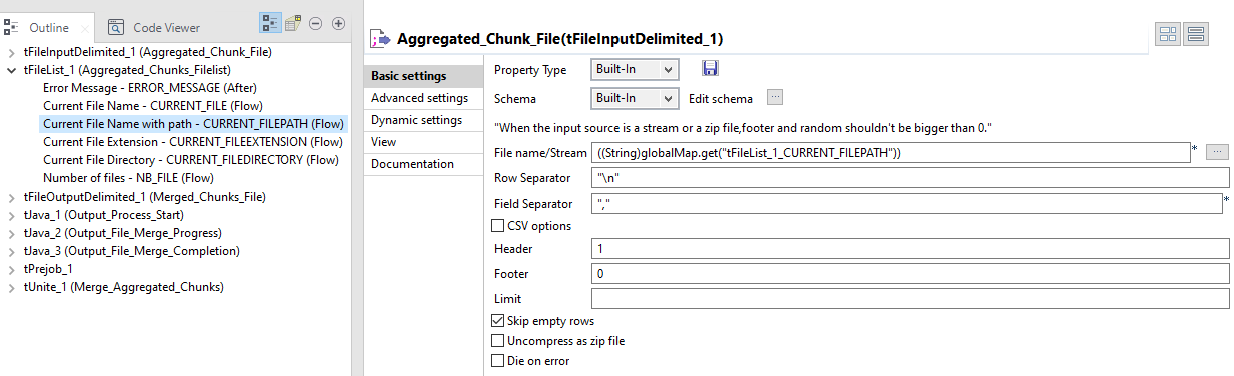 Outline
Code Viewer
tFileInputDelimited_1 (Aggregated_Chunk_File)
tFileList_1 (Aggregated_Chunks_Filelist)
Error Message - ERROR_MESSAGE (After)
Current File Name - CURRENT_FILE (Flow)
Current File Name with path - CURRENT_FILEPATH (Flow)
Current File Extension - CURRENT_FILEEXTENSION (Flow)
Current File Directory - CURRENT_FILEDIRECTORY (Flow)
Number of files - NB_FILE (Flow)
tFileOutputDelimited_1 (Merged_Chunks_File)
tJava_1 (Output_Process_Start)
tJava_2 (Output_File_Merge_Progress)
tJava_3 (Output_File_Merge_Completion)
tPrejob_1
tUnite_1 (Merge_Aggregated_Chunks)
Aggregated_Chunk_File(tFileInputDelimited_1)
Basic settings
Advanced settings
Dynamic settings
View
Documentation
Property Type Built-In
Schema Built-In Edit schema ...
"When the input source is a stream or a zip file,footer and random shouldn't be bigger than 0."
File name/Stream ((String)globalMap.get("tFileList_1_CURRENT_FILEPATH")) * ...
Row Separator "\n"
Field Separator "," *
CSV options
Header 1
Footer 0
Limit
Skip empty rows
Uncompress as zip file
Die on error